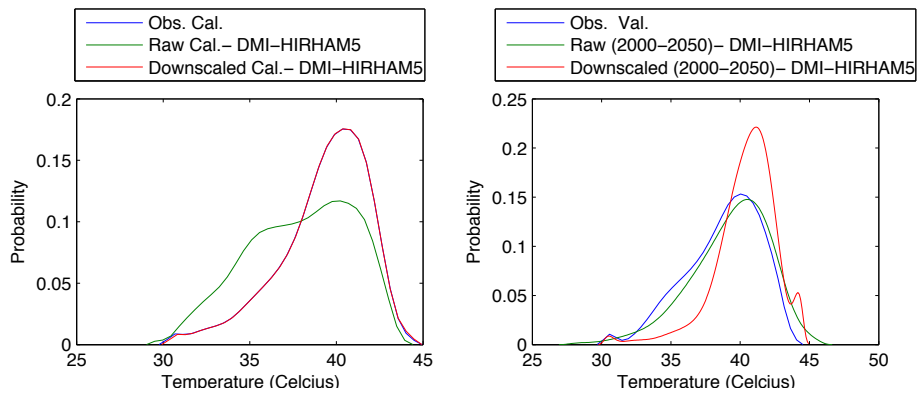 Obs. Cal.
Raw Cal.− DMI−HIRHAM5
Downscaled Cal.− DMI−HIRHAM5
0.2
0.15
0.1
0.05
0
25
30
35
40
45
Probability
Temperature (Celcius)
Obs. Val.
Raw (2000−2050)− DMI−HIRHAM5
Downscaled (2000−2050)− DMI−HIRHAM5
0.25
0.2
0.15
0.1
0.05
0
25
30
35
40
45
50
Probability
Temperature (Celcius)